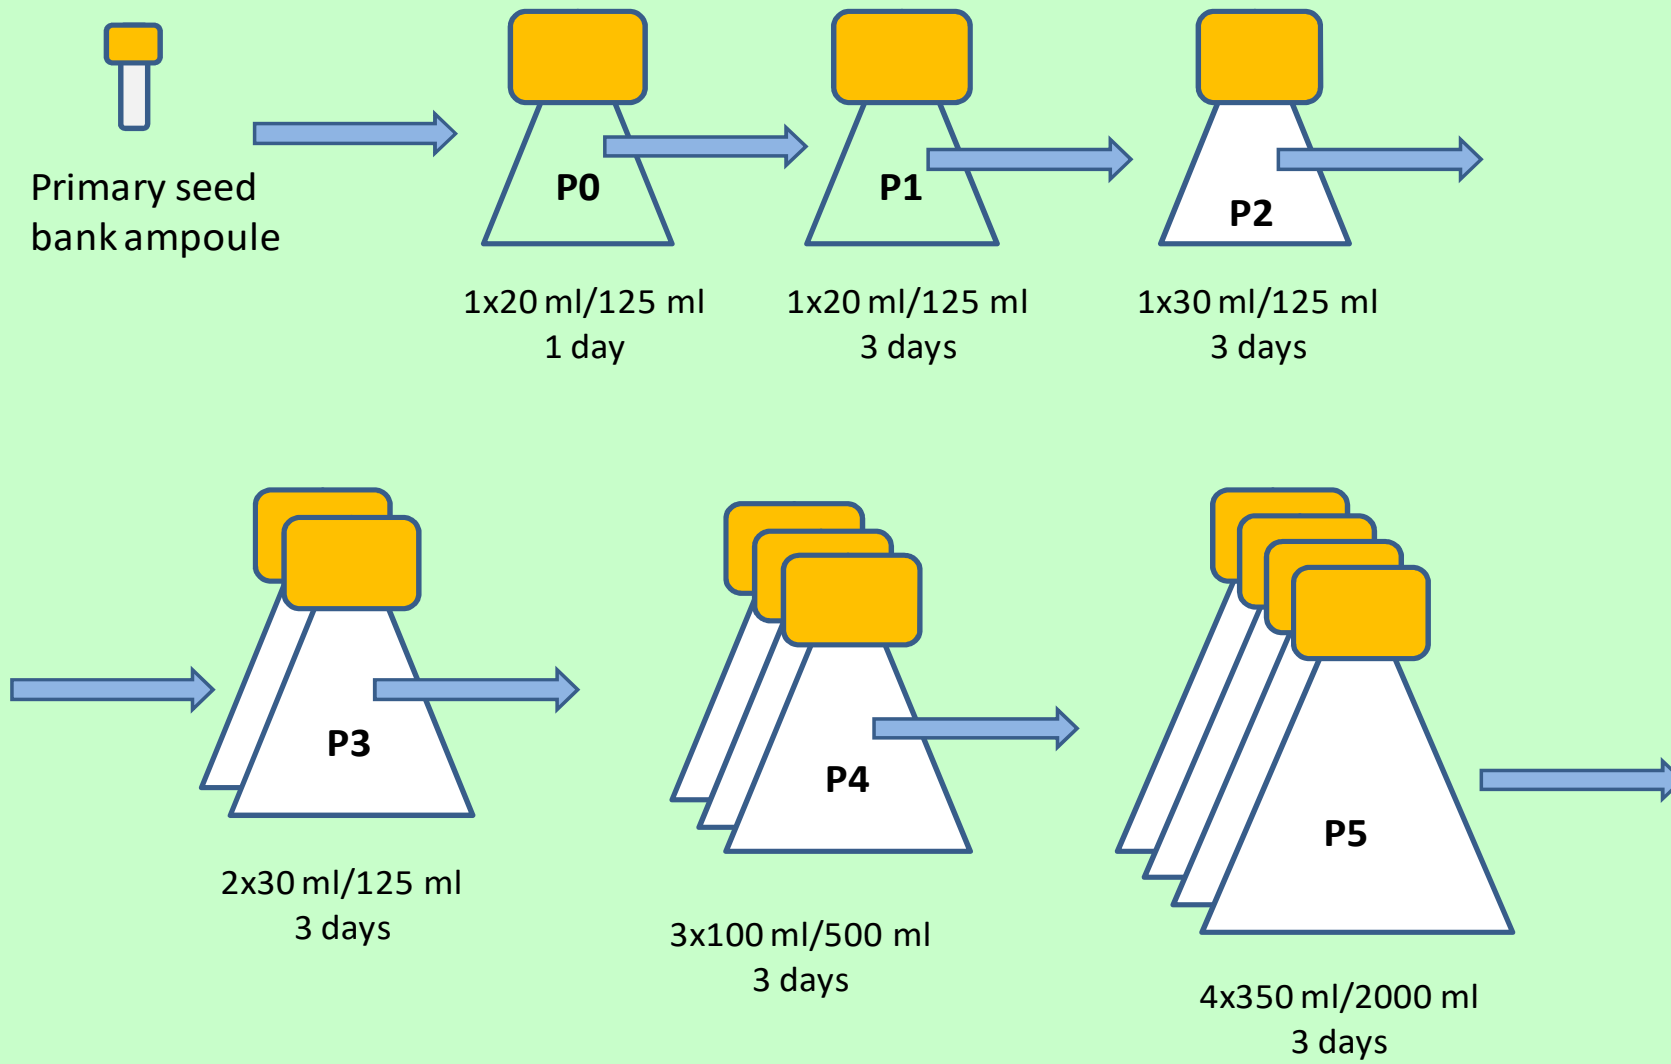 Primary seed
bank ampoule
P0
1x20 ml/125 ml
1 day
P1
1x20 ml/125 ml
3 days
P2
1x30 ml/125 ml
3 days
P3
2x30 ml/125 ml
3 days
P4
3x100 ml/500 ml
3 days
P5
4x350 ml/2000 ml
3 days